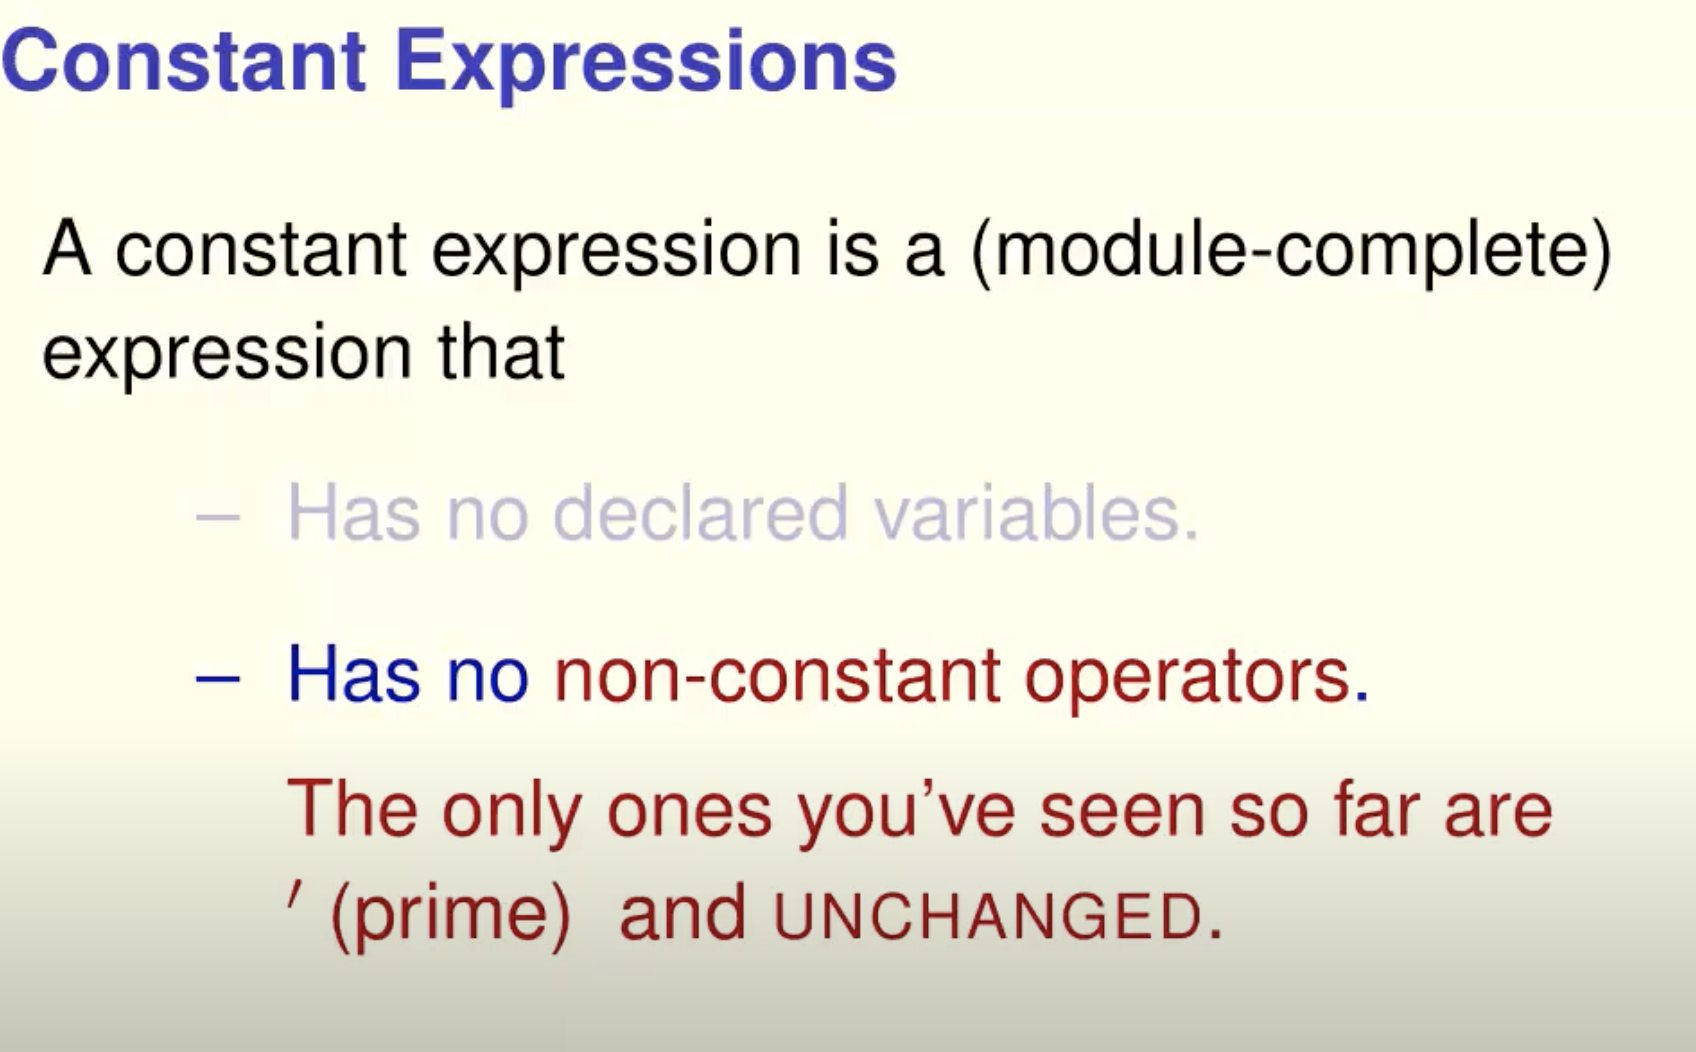 Constant Expressions
A constant expression is a (module-complete)
expression that
– Has no declared variables.
– Has no non-constant operators.
The only ones you've seen so far are
′ (prime) and UNCHANGED.